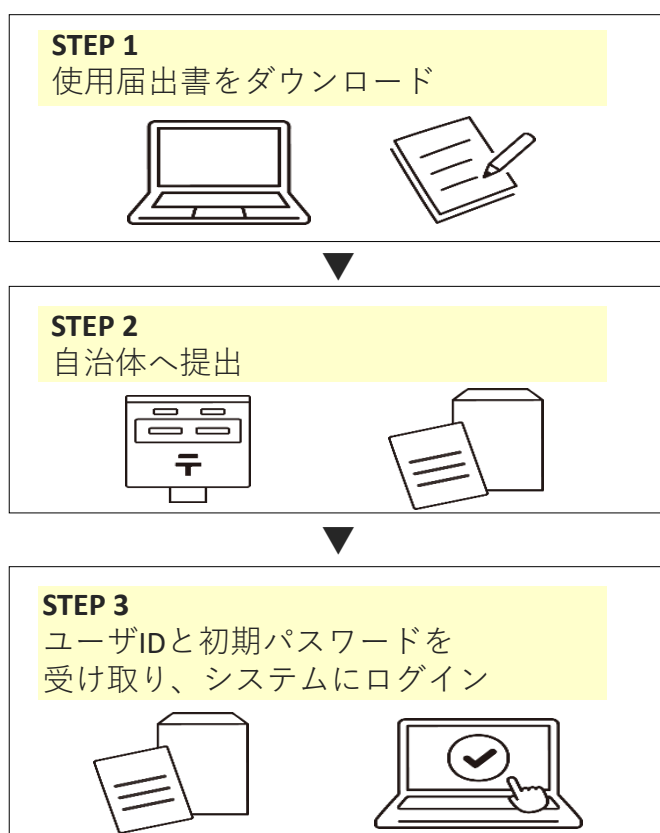 STEP 1
使用届出書をダウンロード
▼
STEP 2
自治体へ提出
〒
▼
STEP 3
ユーザIDと初期パスワードを
受け取り、システムにログイン